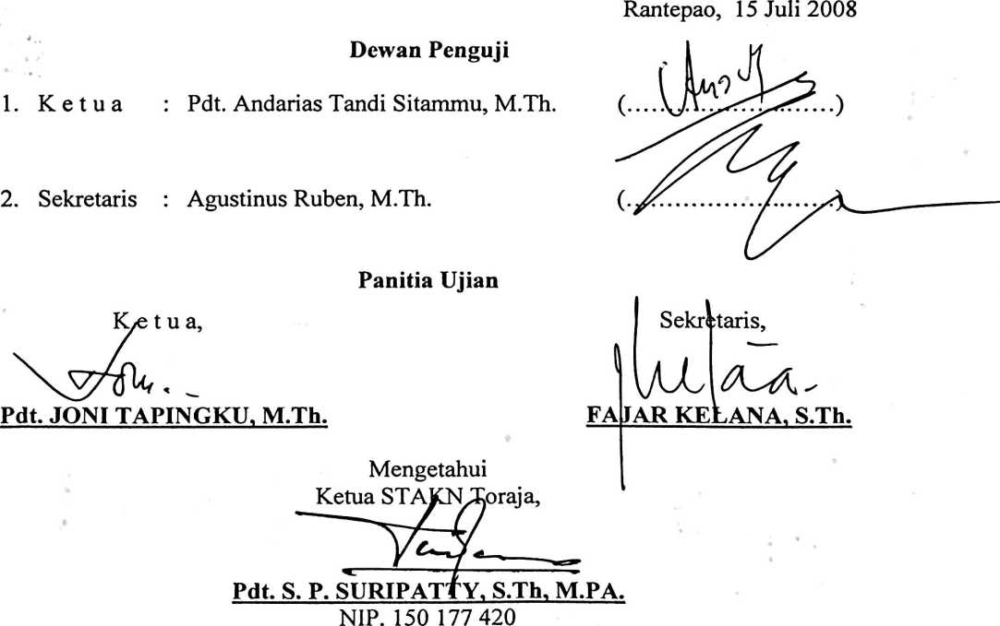 Rantepao, 15 Juli 2008
Dewan Penguji
1. K e t u a : Pdt. Andarias Tandi Sitammu, M.Th. (..........................)
2. Sekretaris : Agustinus Ruben, M.Th. (..........................)
Panitia Ujian
K e t u a, Sekretaris,
Pdt. JONI TAPINGKU, M.Th. FAJAR KELANA, S.Th.
Mengetahui
Ketua STAKN Toraja,
Pdt. S. P. SURIPATTY, S.Th, M.PA.
NIP. 150 177 420